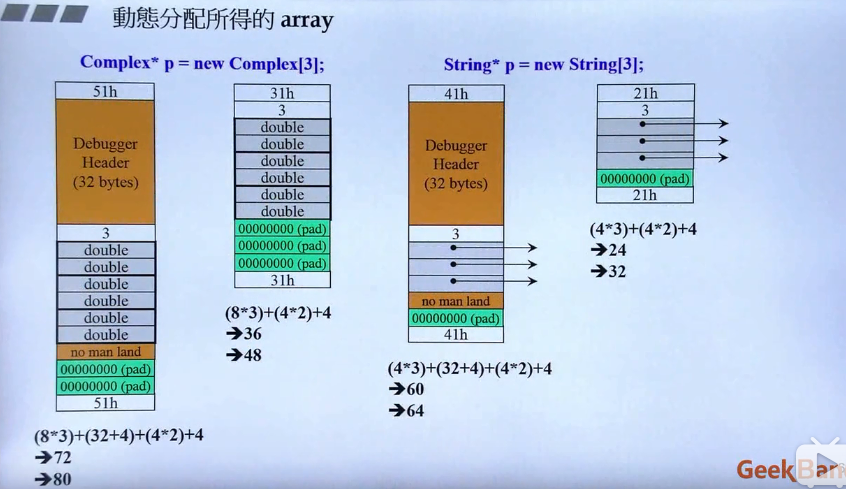 動態分配所得的 array
Complex* p = new Complex[3];
51h
Debugger
Header
(32 bytes)
3
double
double
double
double
double
double
no man land
00000000 (pad)
00000000 (pad)
51h
(8*3)+(32+4)+(4*2)+4
➔72
➔80
31h
3
double
double
double
double
double
double
00000000 (pad)
00000000 (pad)
00000000 (pad)
31h
(8*3)+(4*2)+4
➔36
➔48
String* p = new String[3];
41h
Debugger
Header
(32 bytes)
3
no man land
00000000 (pad)
41h
(4*3)+(32+4)+(4*2)+4
➔60
➔64
21h
3
00000000 (pad)
21h
(4*3)+(4*2)+4
➔24
➔32